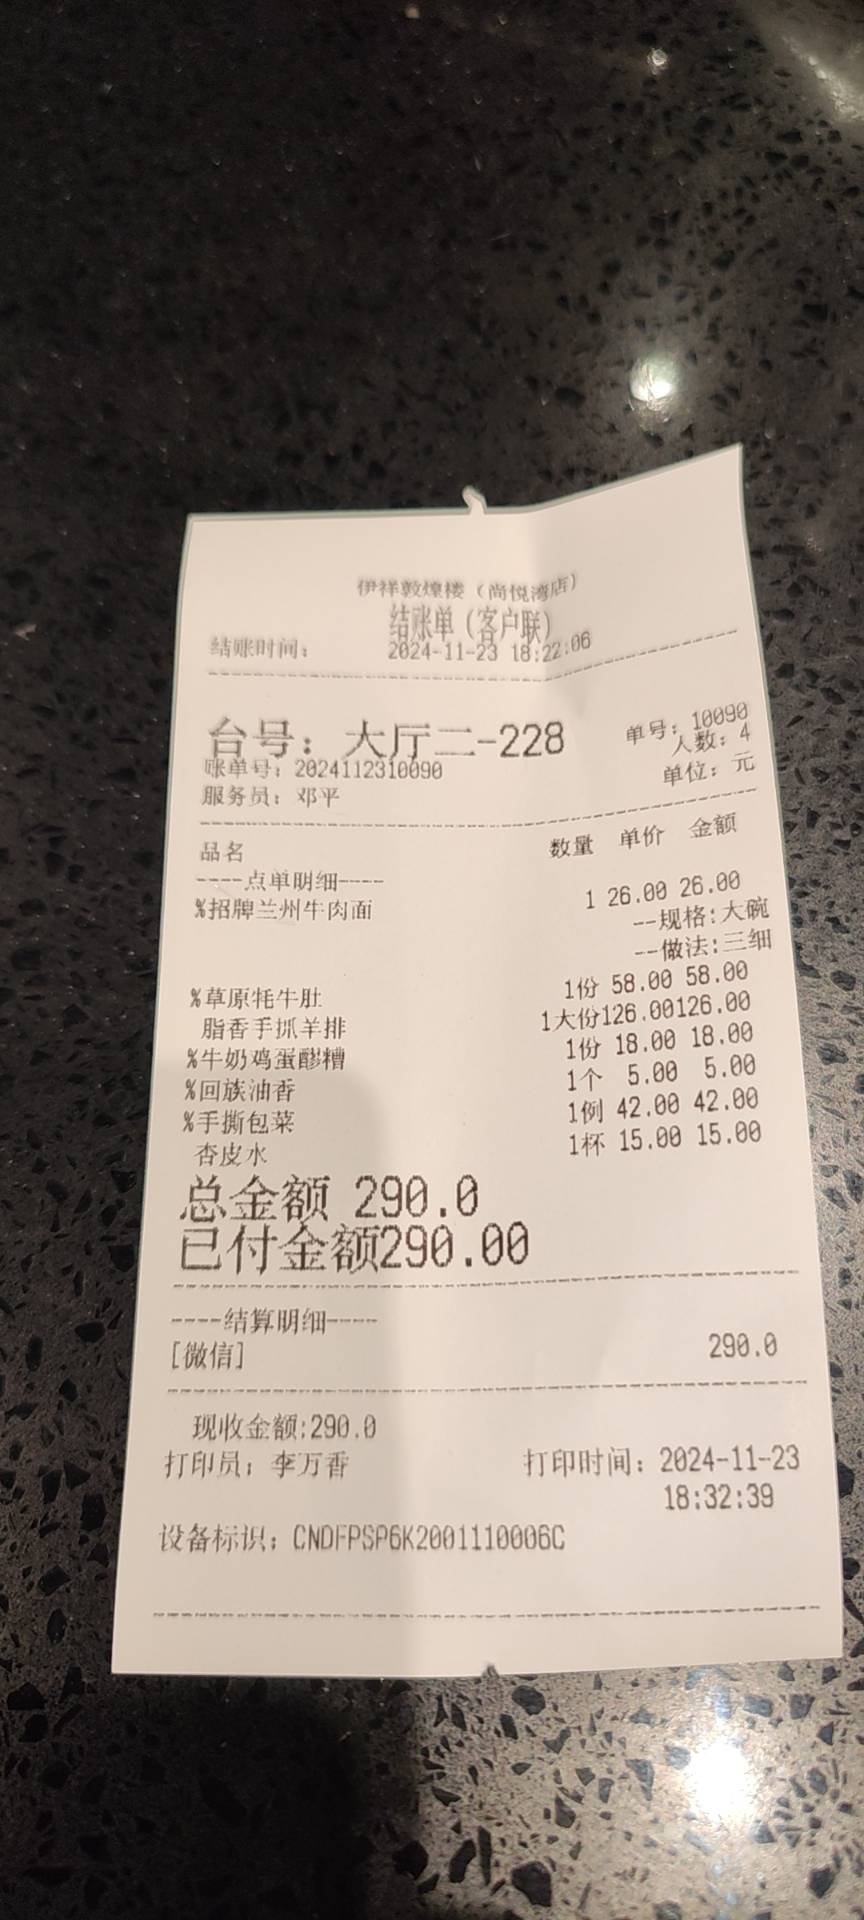 伊祥敦煌楼（尚悦湾店）
结账单（客户联）
结账时间： 2024-11-23 18:22:06
台号：大厅二-228 单号：10090
人数：4
账单号：2024112310090
服务员：邓平 单位：元
品名 数量 单价 金额
----点单明细----
%招牌兰州牛肉面 1 26.00 26.00
--规格:大碗
--做法:三细
%草原牦牛肚 1份 58.00 58.00
脂香手抓羊排 1大份126.00126.00
%牛奶鸡蛋醪糟 1份 18.00 18.00
%回族油香 1个 5.00 5.00
%手撕包菜 1例 42.00 42.00
杏皮水 1杯 15.00 15.00
总金额 290.0
已付金额290.00
----结算明细----
[微信] 290.0
现收金额:290.0
打印员：李万香 打印时间：2024-11-23
18:32:39
设备标识：CNDFPSP6K2001110006C